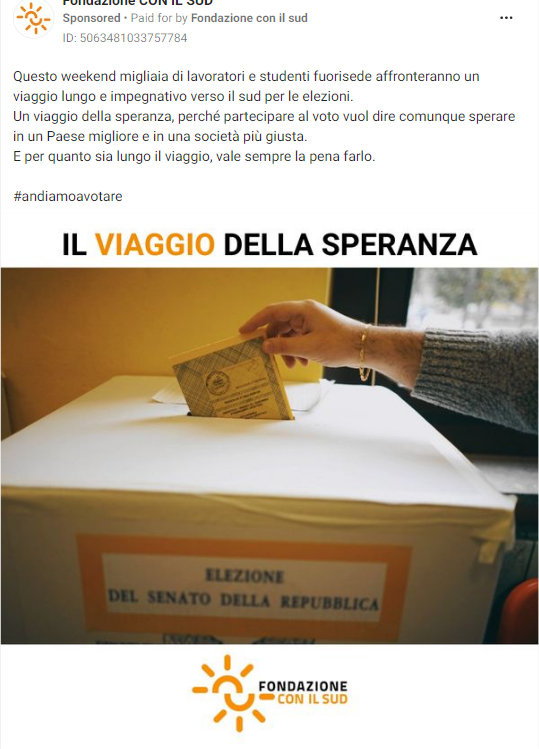 Fondazione CON IL SUD
Sponsored • Paid for by Fondazione con il sud
ID: 5063481033757784
Questo weekend migliaia di lavoratori e studenti fuorisede affronteranno un
viaggio lungo e impegnativo verso il sud per le elezioni.
Un viaggio della speranza, perché partecipare al voto vuol dire comunque sperare
in un Paese migliore e in una società più giusta.
E per quanto sia lungo il viaggio, vale sempre la pena farlo.
#andiamoavotare
IL VIAGGIO DELLA SPERANZA
ELEZIONE
DEL SENATO DELLA REPUBBLICA
FONDAZIONE
CON IL SUD